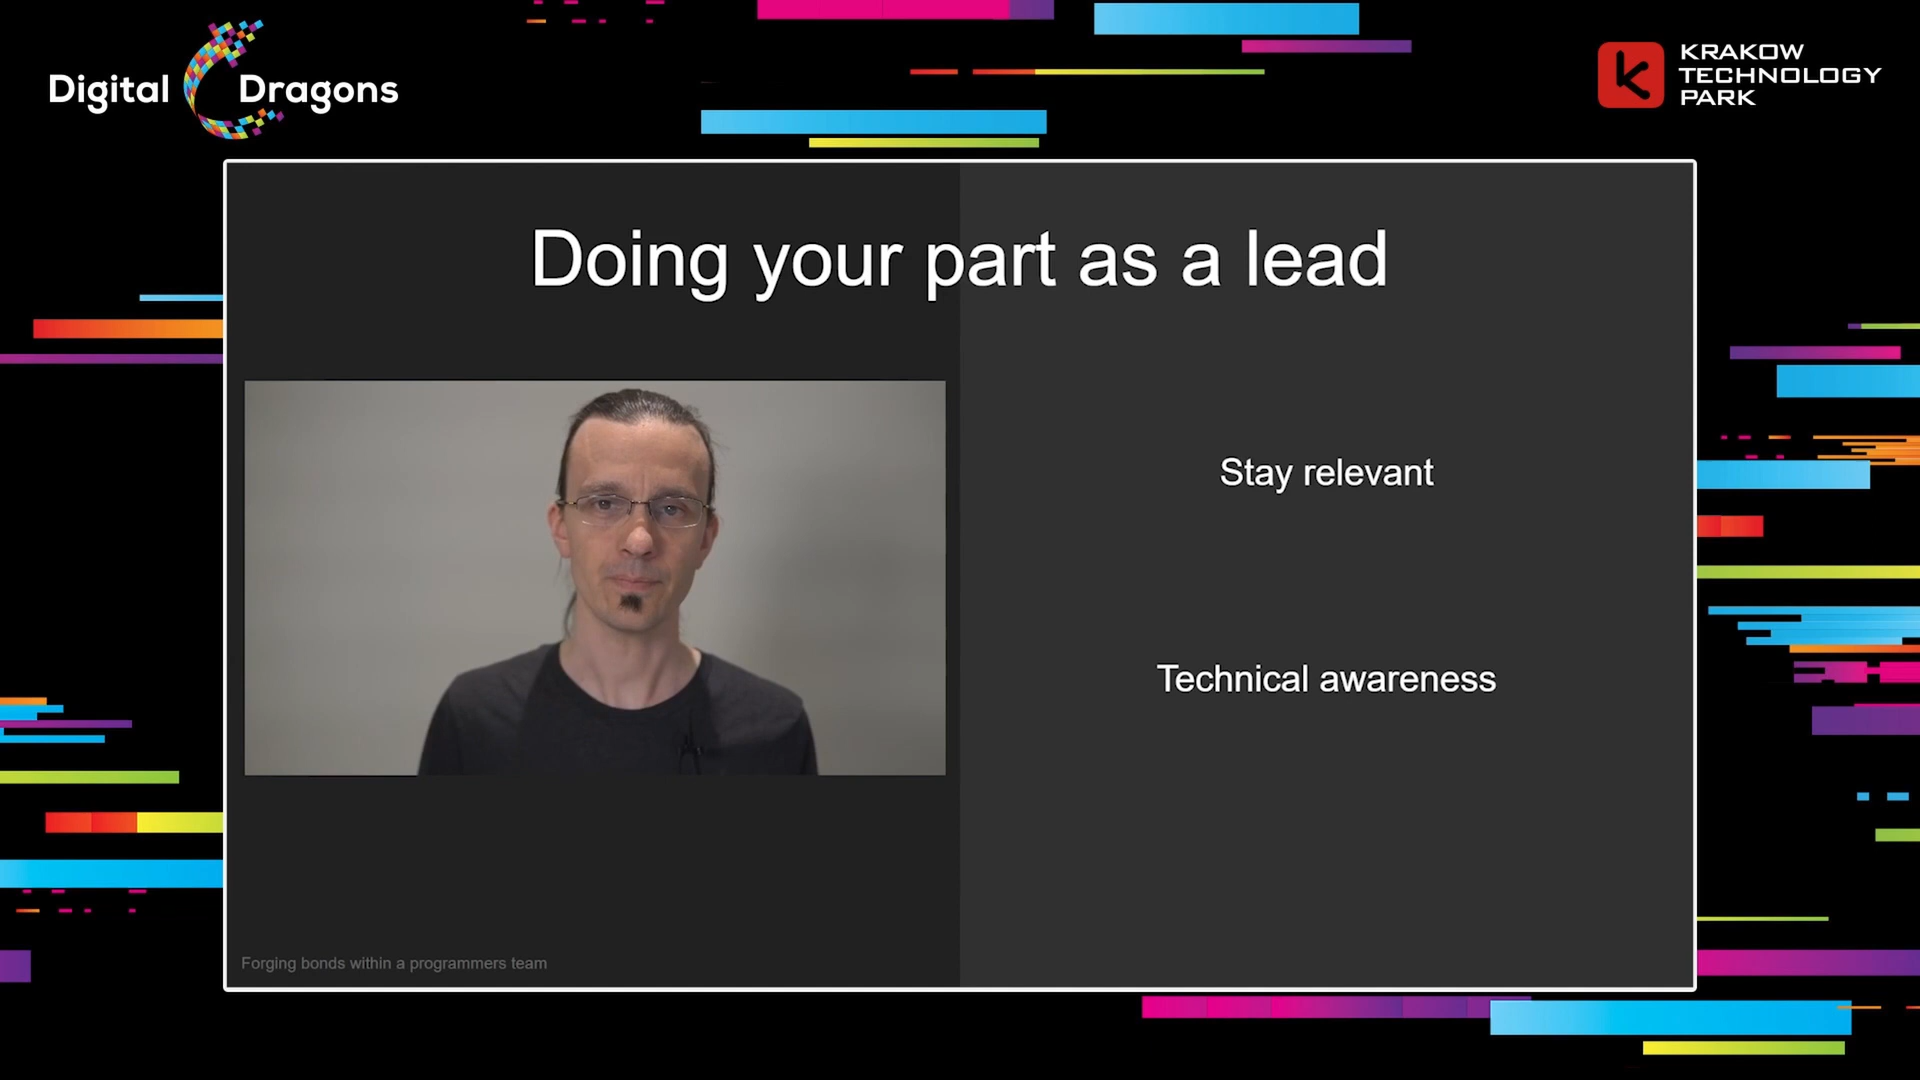 Digital Dragons
KRAKOW
TECHNOLOGY
PARK
Doing your part as a lead
Stay relevant
Technical awareness
Forging bonds within a programmers team